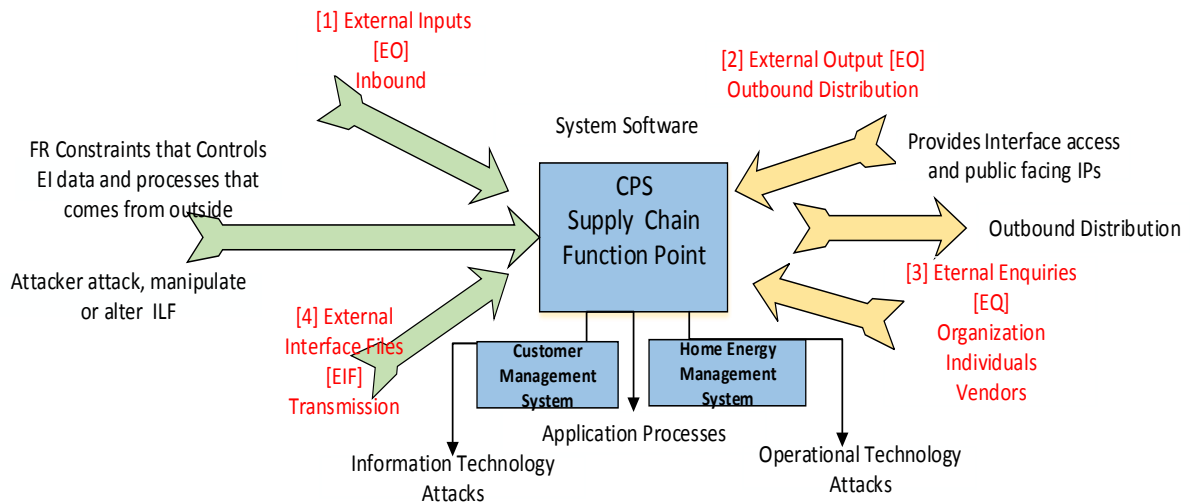 [1] External Inputs
[EO]
Inbound
[2] External Output [EO]
Outbound Distribution
System Software
FR Constraints that Controls
EI data and processes that
comes from outside
Provides Interface access
and public facing IPs
CPS
Supply Chain
Function Point
Outbound Distribution
Attacker attack, manipulate
or alter ILF
[3] Eternal Enquiries
[EQ]
Organization
Individuals
Vendors
[4] External
Interface Files
[EIF]
Transmission
Customer
Management
System
Home Energy
Management
System
Application Processes
Information Technology
Attacks
Operational Technology
Attacks